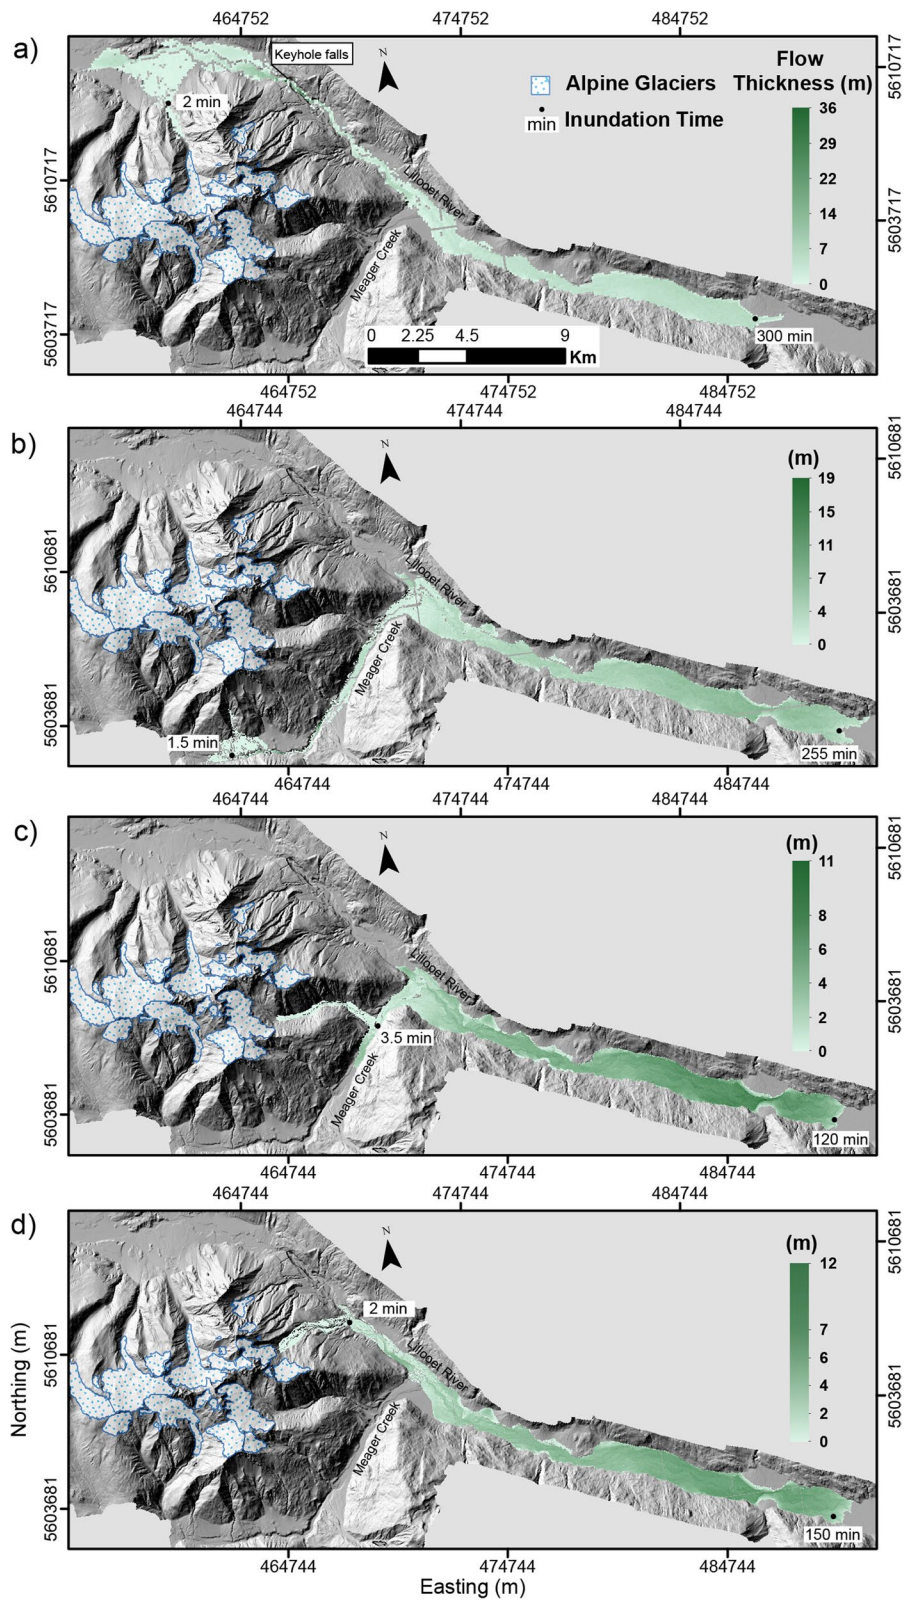 464752 474752 484752
a)
Keyhole falls
N
2 min
Alpine Glaciers
min Inundation Time
Flow
Thickness (m)
36
29
22
14
7
0
5610717
5603717
5610717
5603717
Lillooet River
Meager Creek
300 min
0 2.25 4.5 9
Km
464752 474752 484752
464744 474744 484744
b)
N
(m)
19
15
11
7
4
0
5610681
5603681
5610681
5603681
Lillooet River
Meager Creek
1.5 min
255 min
464744 474744 484744
464744 474744 484744
c)
N
(m)
11
8
6
4
2
0
5610681
5603681
5610681
5603681
Lillooet River
3.5 min
Meager Creek
120 min
464744 474744 484744
464744 474744 484744
d)
N
(m)
12
7
6
4
2
0
5610681
5603681
5610681
5603681
2 min
Lillooet River
Meager Creek
150 min
Northing (m)
464744 474744 484744
Easting (m)